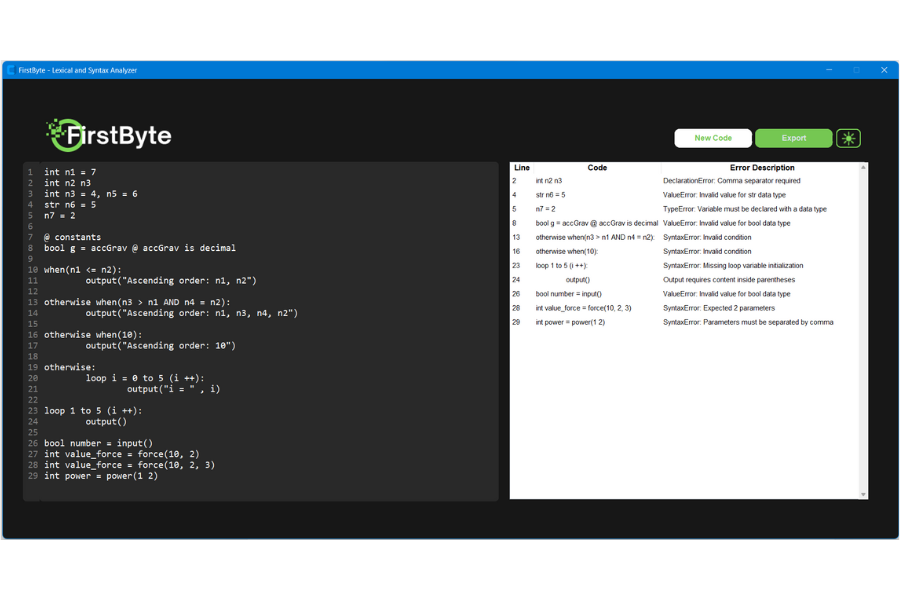 FirstByte - Lexical and Syntax Analyzer
FirstByte
New Code
Export
1 int n1 = 7
2 int n2 n3
3 int n3 = 4, n5 = 6
4 str n6 = 5
5 n7 = 2
6
7 @ constants
8 bool g = accGrav @ accGrav is decimal
9
10 when(n1 <= n2):
11 output("Ascending order: n1, n2")
12
13 otherwise when(n3 > n1 AND n4 = n2):
14 output("Ascending order: n1, n3, n4, n2")
15
16 otherwise when(10):
17 output("Ascending order: 10")
18
19 otherwise:
20 loop i = 0 to 5 (i ++):
21 output("i = " , i)
22
23 loop 1 to 5 (i ++):
24 output()
25
26 bool number = input()
27 int value_force = force(10, 2)
28 int value_force = force(10, 2, 3)
29 int power = power(1 2)
Line Code Error Description
2 int n2 n3 DeclarationError: Comma separator required
4 str n6 = 5 ValueError: Invalid value for str data type
5 n7 = 2 TypeError: Variable must be declared with a data type
8 bool g = accGrav @ accGrav is decimal ValueError: Invalid value for bool data type
13 otherwise when(n3 > n1 AND n4 = n2): SyntaxError: Invalid condition
16 otherwise when(10): SyntaxError: Invalid condition
23 loop 1 to 5 (i ++): SyntaxError: Missing loop variable initialization
24 output() Output requires content inside parentheses
26 bool number = input() ValueError: Invalid value for bool data type
28 int value_force = force(10, 2, 3) SyntaxError: Expected 2 parameters
29 int power = power(1 2) SyntaxError: Parameters must be separated by comma